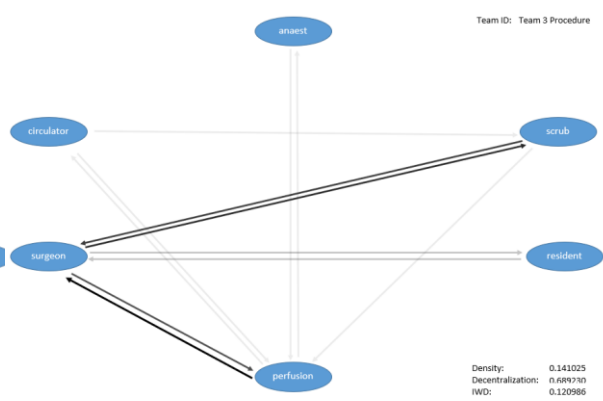 anaest
Team ID: Team 3 Procedure
circulator
scrub
surgeon
resident
perfusion
Density: 0.141025
Decentralization: 0.689230
IWD: 0.120986